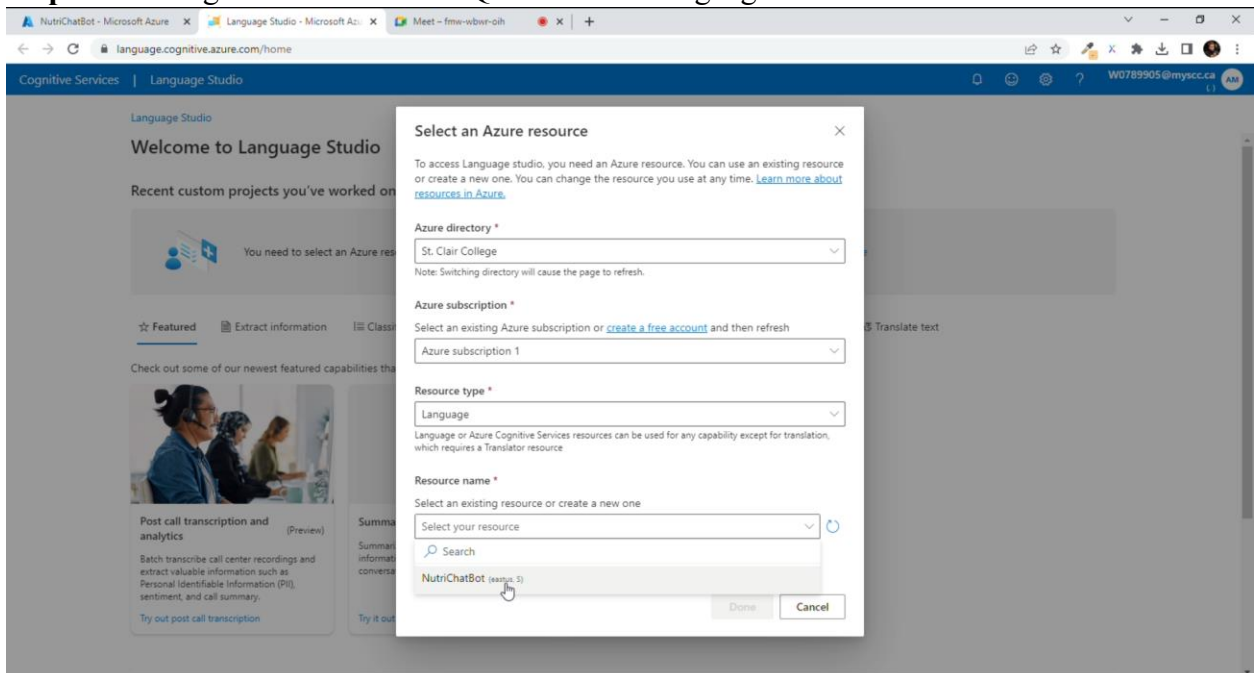 NutriChatBot - Microsoft Azure
Language Studio - Microsoft Azu
Meet – fmw-wbwr-oih
language.cognitive.azure.com/home
Cognitive Services | Language Studio
W0789905@myscc.ca
AM
Language Studio
Welcome to Language Studio
Recent custom projects you've worked on
You need to select an Azure res
Featured
Extract information
Classif
Translate text
Check out some of our newest featured capabilities tha
Post call transcription and analytics
(Preview)
Batch transcribe call center recordings and
extract valuable information such as
Personal Identifiable Information (PII),
sentiment, and call summary.
Try out post call transcription
Summa
Summari
informati
conversa
Try it out
Select an Azure resource
To access Language studio, you need an Azure resource. You can use an existing resource
or create a new one. You can change the resource you use at any time. Learn more about
resources in Azure.
Azure directory *
St. Clair College
Note: Switching directory will cause the page to refresh.
Azure subscription *
Select an existing Azure subscription or create a free account and then refresh
Azure subscription 1
Resource type *
Language
Language or Azure Cognitive Services resources can be used for any capability except for translation,
which requires a Translator resource
Resource name *
Select an existing resource or create a new one
Select your resource
Search
NutriChatBot (eastus, S)
Done
Cancel